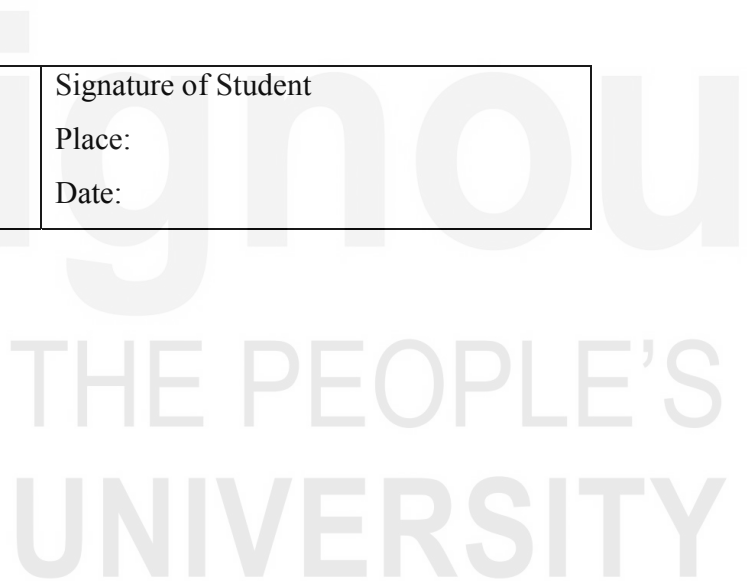 ignou
Signature of Student
Place:
Date:
THE PEOPLE'S
UNIVERSITY